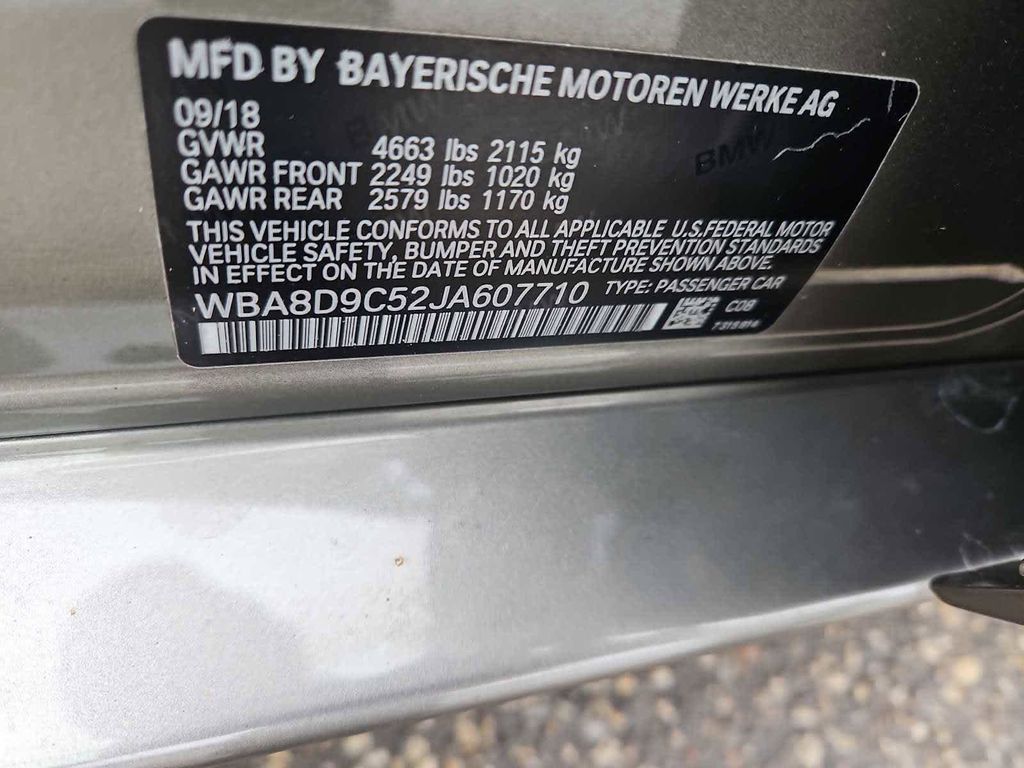 MFD BY BAYERISCHE MOTOREN WERKE AG
09/18
GVWR 4663 lbs 2115 kg
GAWR FRONT 2249 lbs 1020 kg
GAWR REAR 2579 lbs 1170 kg
THIS VEHICLE CONFORMS TO ALL APPLICABLE U.S.FEDERAL MOTOR
VEHICLE SAFETY, BUMPER AND THEFT PREVENTION STANDARDS
IN EFFECT ON THE DATE OF MANUFACTURE SHOWN ABOVE.
WBA8D9C52JA607710 TYPE: PASSENGER CAR
BMW